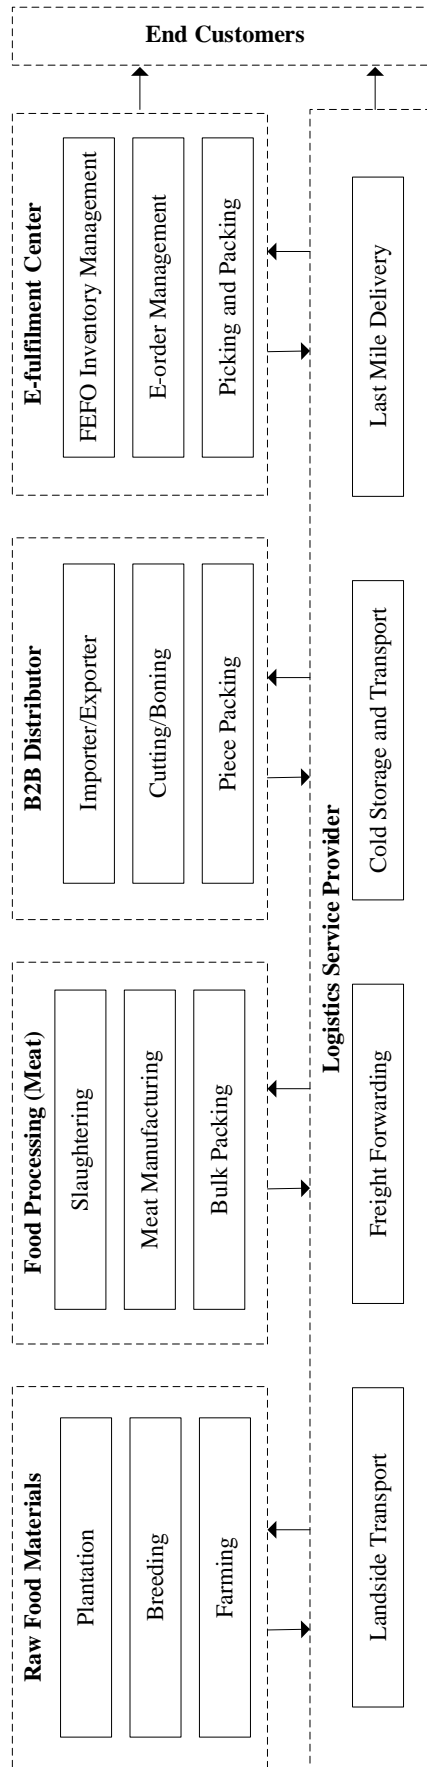 Raw Food Materials
Plantation
Breeding
Farming
Food Processing (Meat)
Slaughtering
Meat Manufacturing
Bulk Packing
B2B Distributor
Importer/Exporter
Cutting/Boning
Piece Packing
E-fulfilment Center
FEFO Inventory Management
E-order Management
Picking and Packing
Logistics Service Provider
Landside Transport
Freight Forwarding
Cold Storage and Transport
Last Mile Delivery
End Customers